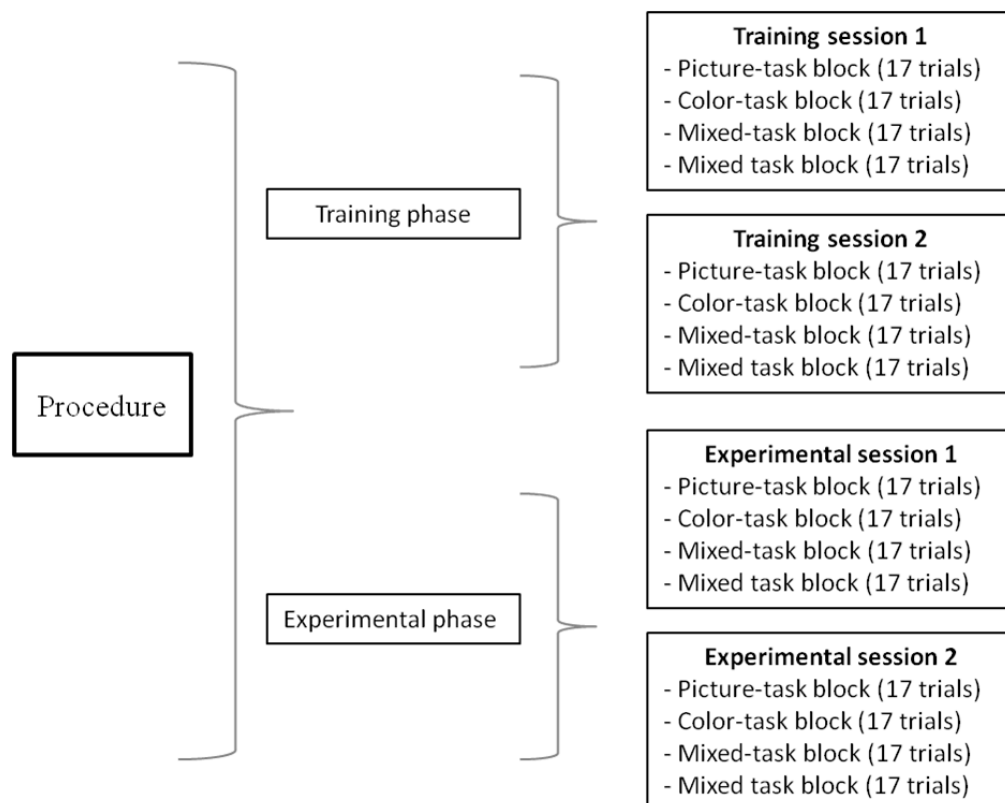 Procedure
Training phase
Training session 1
- Picture-task block (17 trials)
- Color-task block (17 trials)
- Mixed-task block (17 trials)
- Mixed task block (17 trials)
Training session 2
- Picture-task block (17 trials)
- Color-task block (17 trials)
- Mixed-task block (17 trials)
- Mixed task block (17 trials)
Experimental phase
Experimental session 1
- Picture-task block (17 trials)
- Color-task block (17 trials)
- Mixed-task block (17 trials)
- Mixed task block (17 trials)
Experimental session 2
- Picture-task block (17 trials)
- Color-task block (17 trials)
- Mixed-task block (17 trials)
- Mixed task block (17 trials)